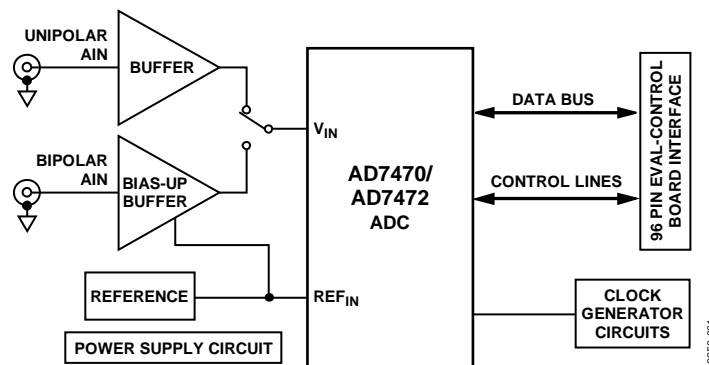 UNIPOLAR
AIN
BUFFER
BIPOLAR
AIN
BIAS-UP
BUFFER
REFERENCE
POWER SUPPLY CIRCUIT
VIN
REFIN
AD7470/
AD7472
ADC
DATA BUS
CONTROL LINES
96 PIN EVAL-CONTROL
BOARD INTERFACE
CLOCK
GENERATOR
CIRCUITS